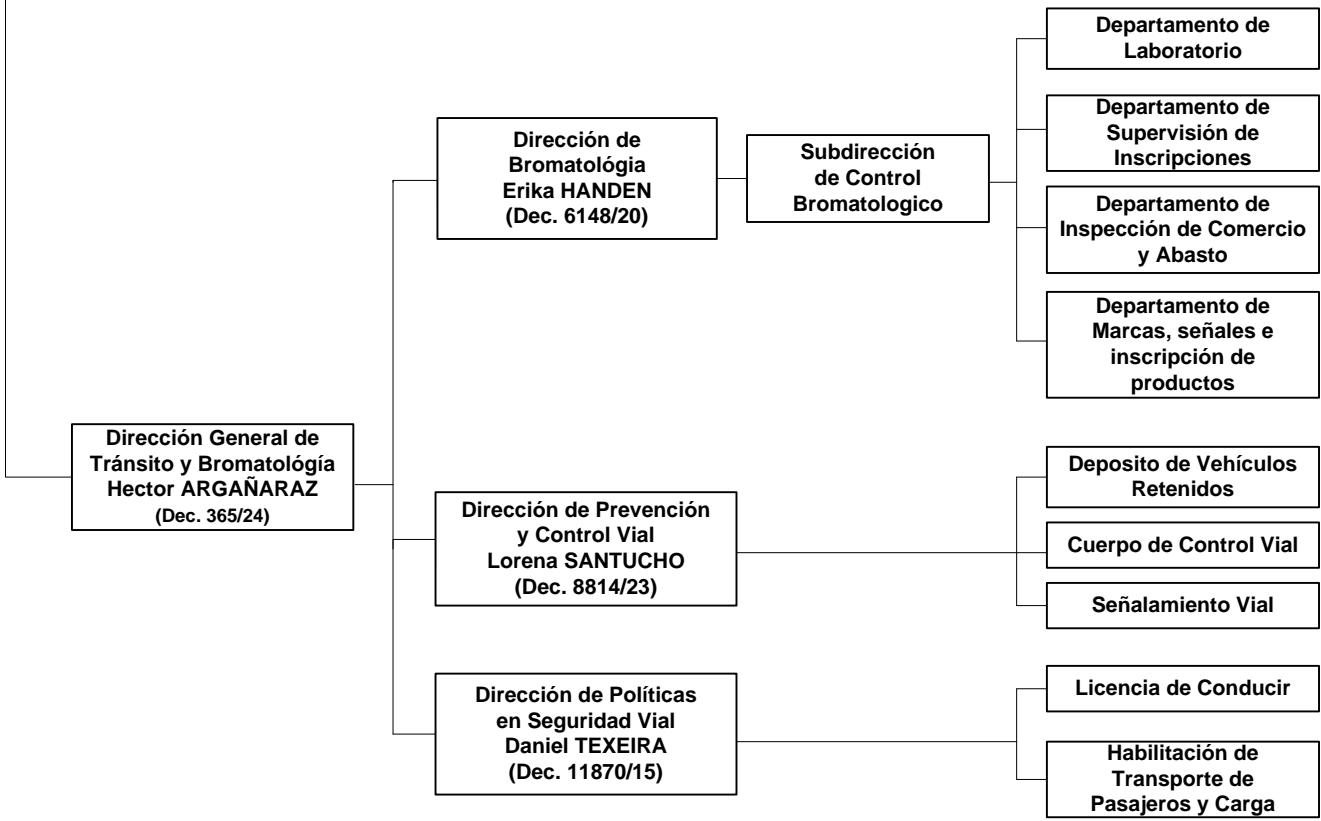 Dirección General de
Tránsito y Bromatológía
Hector ARGAÑARAZ
(Dec. 365/24)
Dirección de
Bromatológia
Erika HANDEN
(Dec. 6148/20)
Subdirección
de Control
Bromatologico
Departamento de
Laboratorio
Departamento de
Supervisión de
Inscripciones
Departamento de
Inspección de Comercio
y Abasto
Departamento de
Marcas, señales e
inscripción de
productos
Dirección de Prevención
y Control Vial
Lorena SANTUCHO
(Dec. 8814/23)
Deposito de Vehículos
Retenidos
Cuerpo de Control Vial
Señalamiento Vial
Dirección de Políticas
en Seguridad Vial
Daniel TEXEIRA
(Dec. 11870/15)
Licencia de Conducir
Habilitación de
Transporte de
Pasajeros y Carga